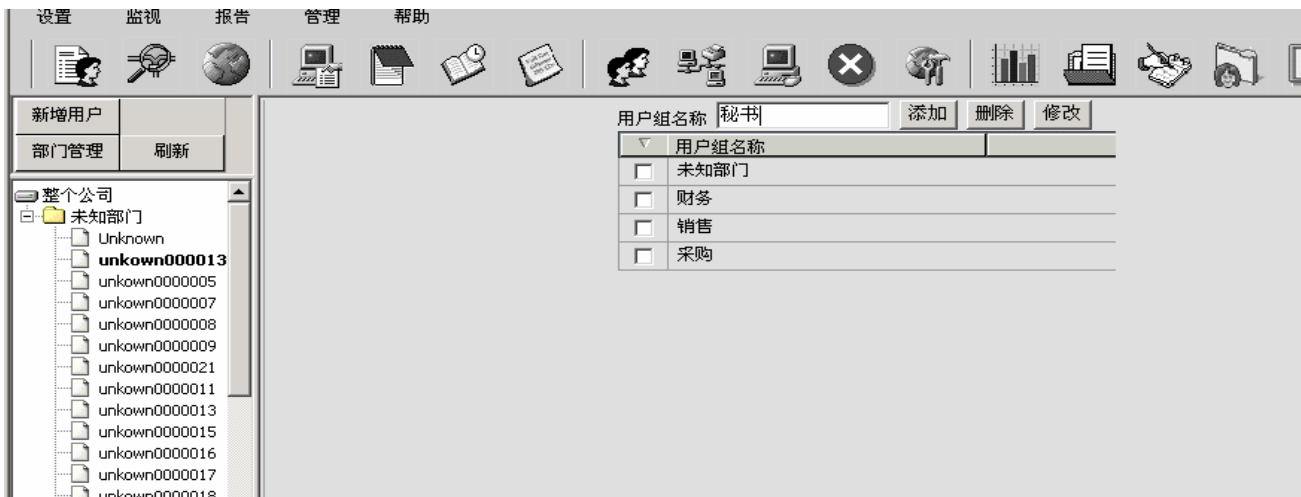 设置 监视 报告 管理 帮助
新增用户
部门管理 刷新
整个公司
未知部门
Unknown
unkown000013
unkown0000005
unkown0000007
unkown0000008
unkown0000009
unkown0000021
unkown0000011
unkown0000013
unkown0000015
unkown0000016
unkown0000017
unkown0000018
用户组名称 秘书 添加 删除 修改
用户组名称
未知部门
财务
销售
采购